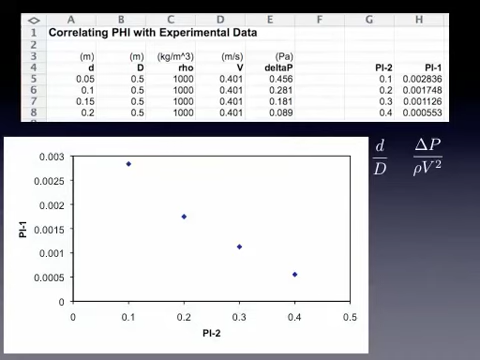 A B C D E F G H
1 Correlating PHI with Experimental Data
2
3 (m) (m) (kg/m^3) (m/s) (Pa)
4 d D rho V deltaP PI-2 PI-1
5 0.05 0.5 1000 0.401 0.456 0.1 0.002836
6 0.1 0.5 1000 0.401 0.281 0.2 0.001748
7 0.15 0.5 1000 0.401 0.181 0.3 0.001126
8 0.2 0.5 1000 0.401 0.089 0.4 0.000553
d/D ΔP/ρV²
0.003
0.0025
0.002
0.0015
0.001
0.0005
0
PI-1
0 0.1 0.2 0.3 0.4 0.5
PI-2